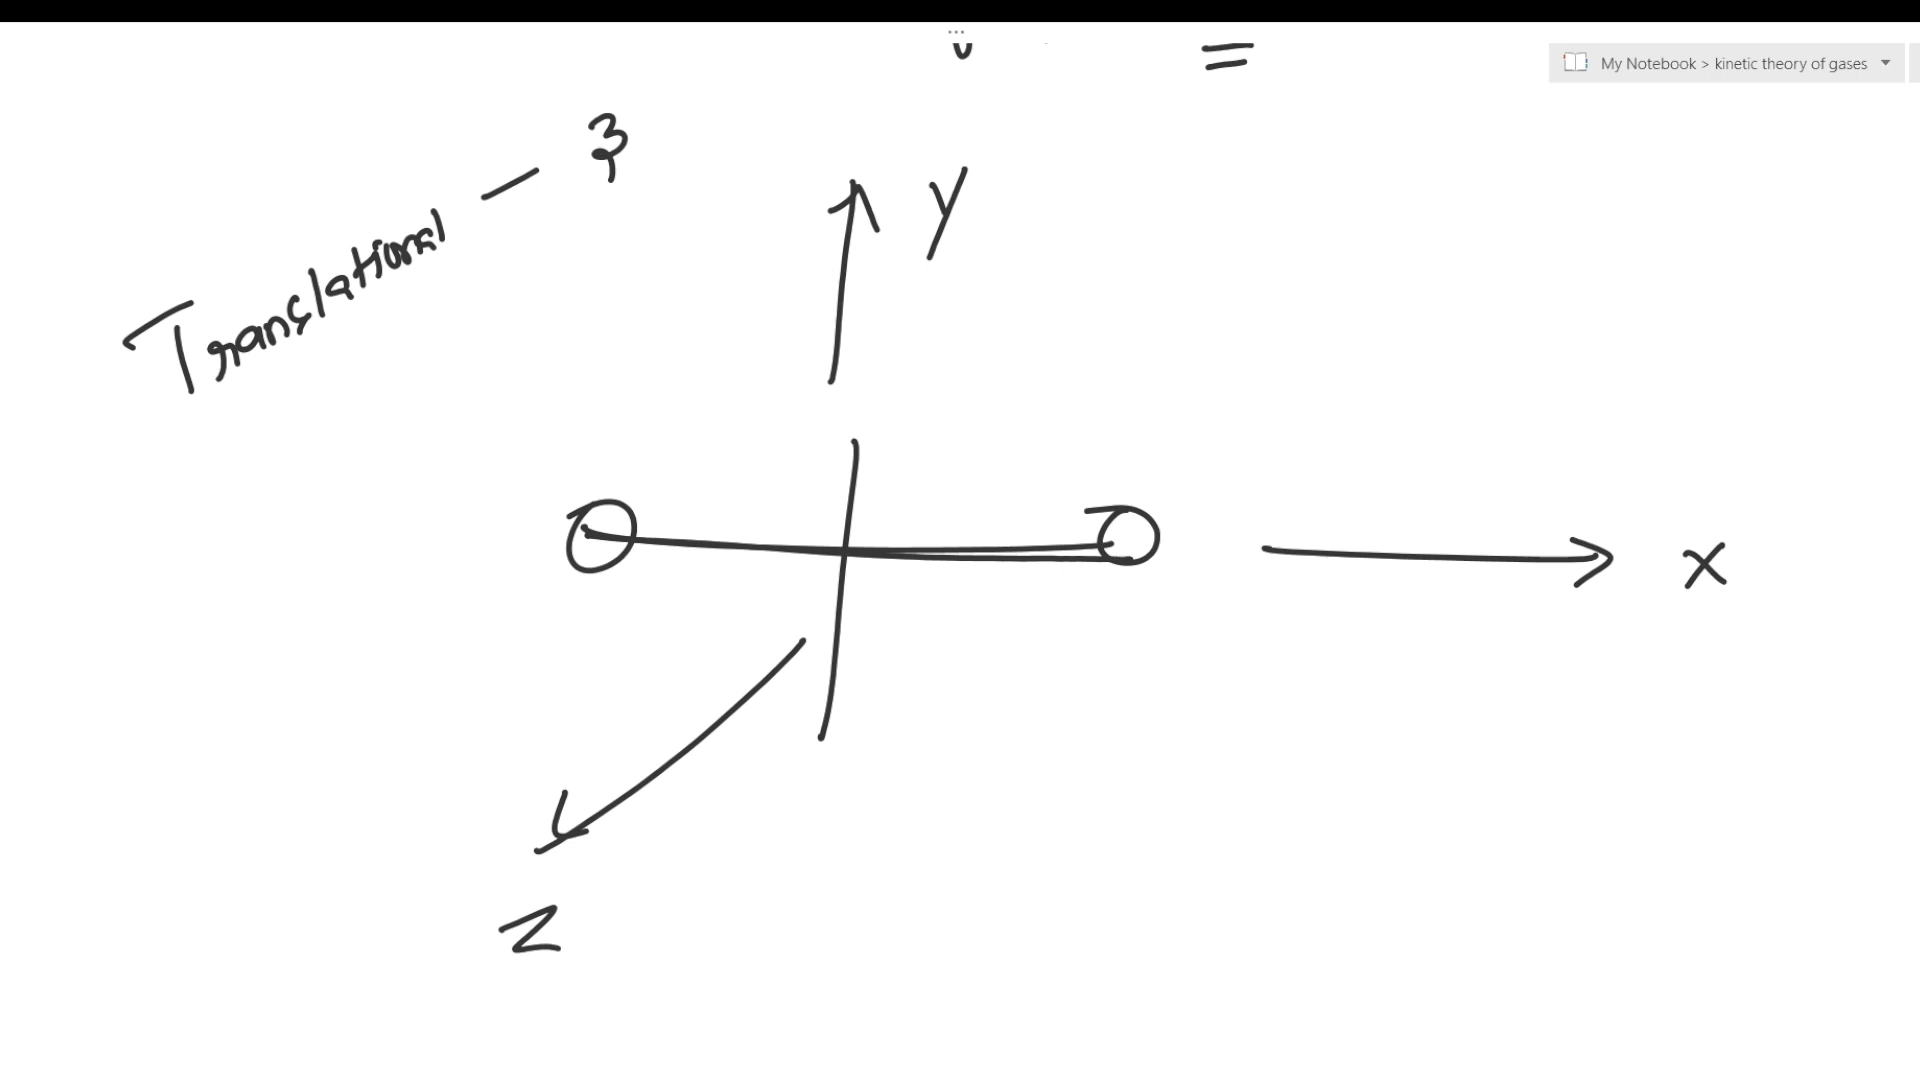 =
My Notebook > kinetic theory of gases
Translational - 3
y
x
z